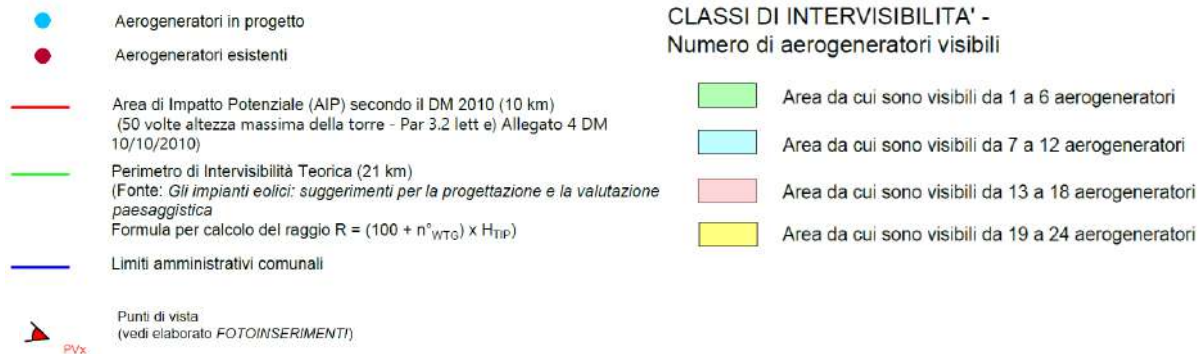 Aerogeneratori in progetto
Aerogeneratori esistenti
Area di Impatto Potenziale (AIP) secondo il DM 2010 (10 km)
(50 volte altezza massima della torre - Par 3.2 lett e) Allegato 4 DM
10/10/2010)
Perimetro di Intervisibilità Teorica (21 km)
(Fonte: Gli impianti eolici: suggerimenti per la progettazione e la valutazione
paesaggistica
Formula per calcolo del raggio R = (100 + n°WTG) x HTIP)
Limiti amministrativi comunali
Punti di vista
(vedi elaborato FOTOINSERIMENTI)
PVx
CLASSI DI INTERVISIBILITA' -
Numero di aerogeneratori visibili
Area da cui sono visibili da 1 a 6 aerogeneratori
Area da cui sono visibili da 7 a 12 aerogeneratori
Area da cui sono visibili da 13 a 18 aerogeneratori
Area da cui sono visibili da 19 a 24 aerogeneratori